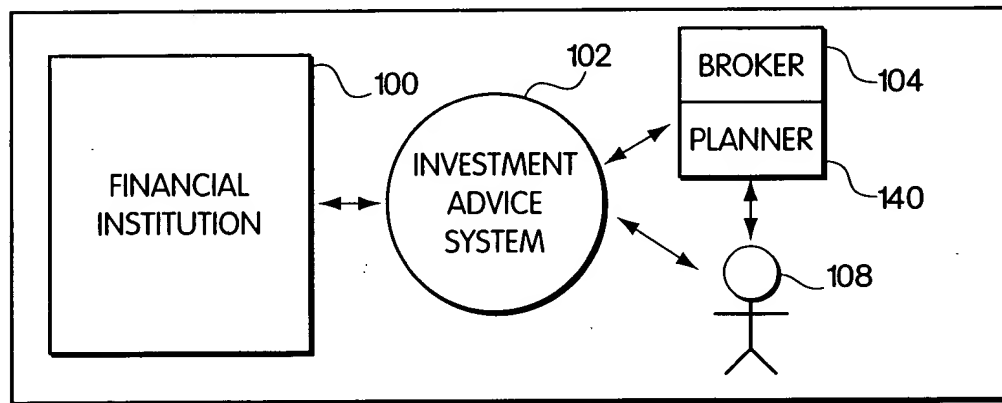 FINANCIAL
INSTITUTION
100
102
INVESTMENT
ADVICE
SYSTEM
BROKER
104
PLANNER
140
108